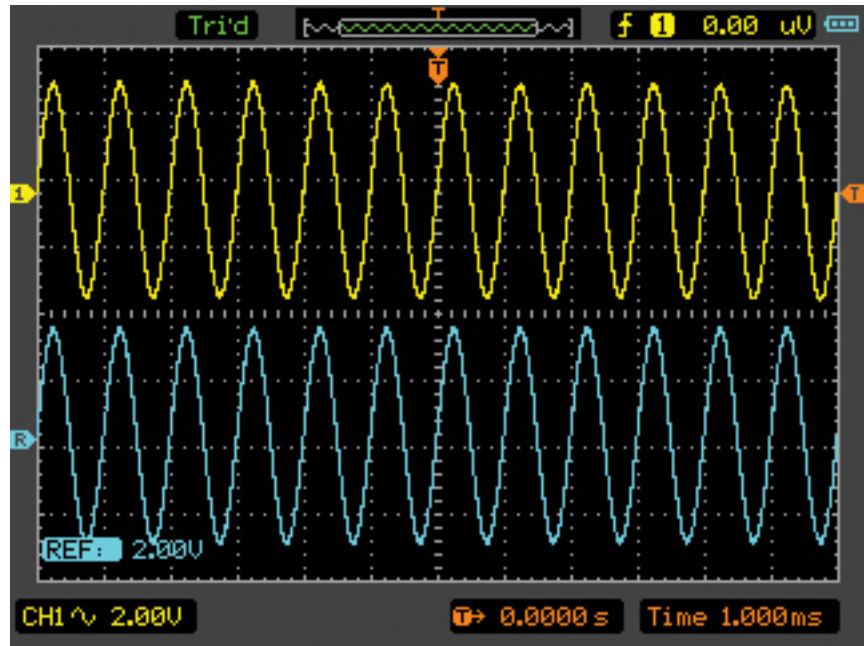 Tri'd
T
1 0.00 uV
T
1
T
R
REF: 2.00V
CH1 2.00V
T 0.0000 s
Time 1.000ms